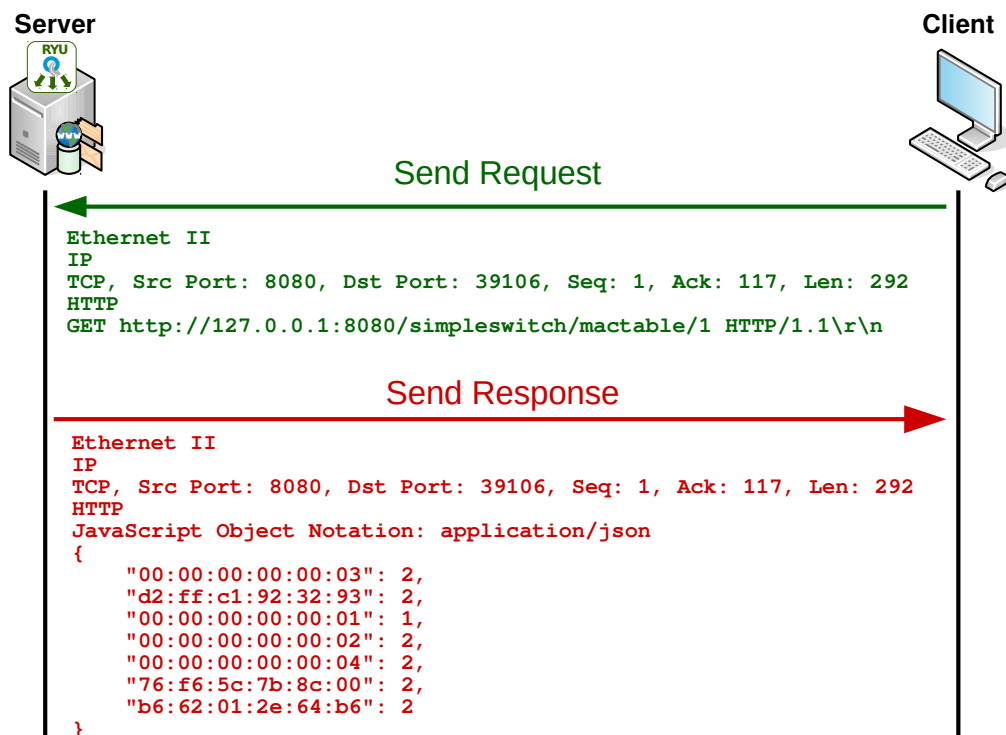 Server
Client
RYU
Send Request
Ethernet II
IP
TCP, Src Port: 8080, Dst Port: 39106, Seq: 1, Ack: 117, Len: 292
HTTP
GET http://127.0.0.1:8080/simpleswitch/mactable/1 HTTP/1.1\r\n
Send Response
Ethernet II
IP
TCP, Src Port: 8080, Dst Port: 39106, Seq: 1, Ack: 117, Len: 292
HTTP
JavaScript Object Notation: application/json
{
"00:00:00:00:00:03": 2,
"d2:ff:c1:92:32:93": 2,
"00:00:00:00:00:01": 1,
"00:00:00:00:00:02": 2,
"00:00:00:00:00:04": 2,
"76:f6:5c:7b:8c:00": 2,
"b6:62:01:2e:64:b6": 2
}